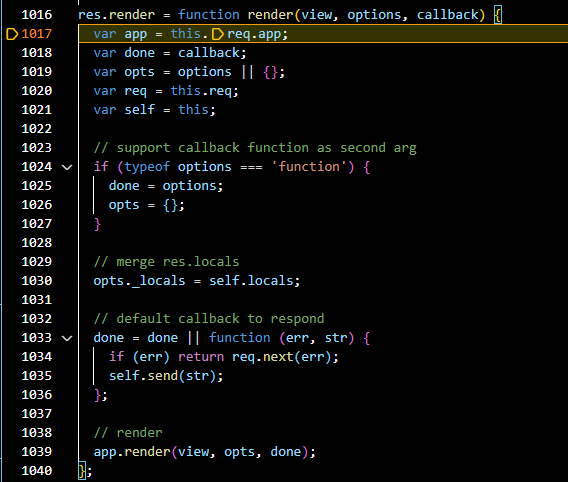 1016 res.render = function render(view, options, callback) {
1017 var app = this.req.app;
1018 var done = callback;
1019 var opts = options || {};
1020 var req = this.req;
1021 var self = this;
1022
1023 // support callback function as second arg
1024 if (typeof options === 'function') {
1025 done = options;
1026 opts = {};
1027 }
1028
1029 // merge res.locals
1030 opts._locals = self.locals;
1031
1032 // default callback to respond
1033 done = done || function (err, str) {
1034 if (err) return req.next(err);
1035 self.send(str);
1036 };
1037
1038 // render
1039 app.render(view, opts, done);
1040 };